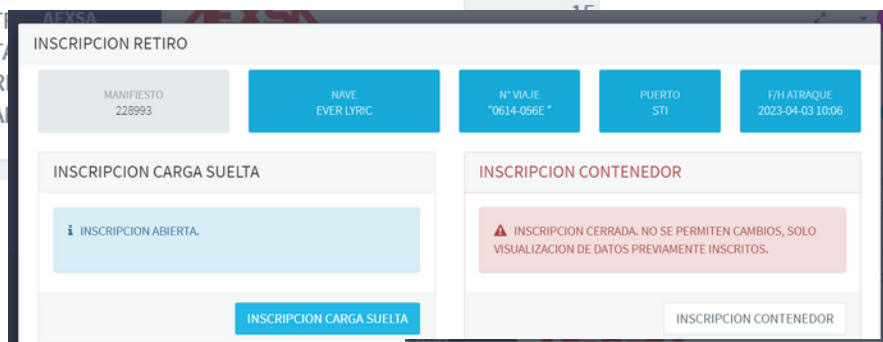 AEXSA
INSCRIPCION RETIRO
MANIFIESTO
228993
NAVE
EVER LYRIC
N° VIAJE
"0614-056E "
PUERTO
STI
F/H ATRAQUE
2023-04-03 10:06
INSCRIPCION CARGA SUELTA
INSCRIPCION ABIERTA.
INSCRIPCION CARGA SUELTA
INSCRIPCION CONTENEDOR
INSCRIPCION CERRADA. NO SE PERMITEN CAMBIOS, SOLO
VISUALIZACION DE DATOS PREVIAMENTE INSCRITOS.
INSCRIPCION CONTENEDOR